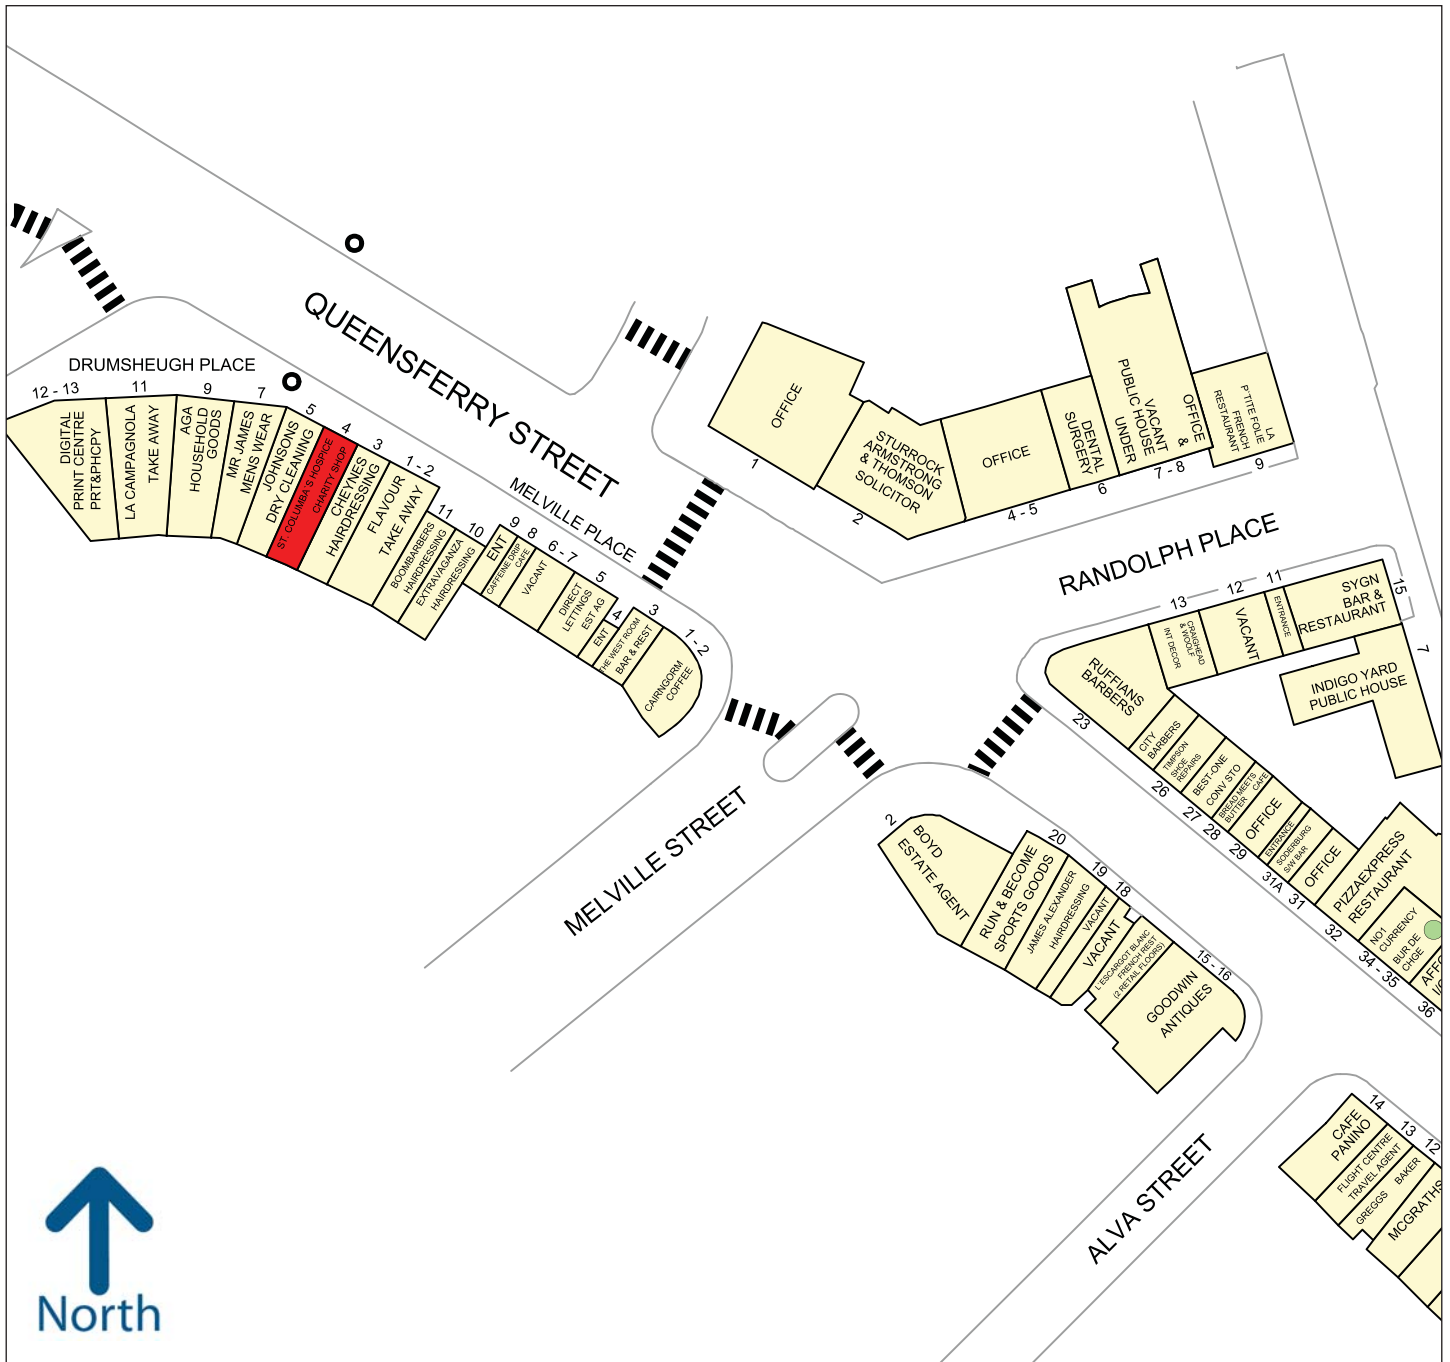 QUEENSFERRY STREET
DRUMSHEUGH PLACE
12 - 13
11
9
7
5
4
3
1 - 2
DIGITAL
PRINT CENTRE
PRT&PHCPY
LA CAMPAGNOLA
TAKE AWAY
AGA
HOUSEHOLD
GOODS
MR JAMES
MENS WEAR
JOHNSONS
DRY CLEANING
ST. COLUMBA'S HOSPICE
CHARITY SHOP
CHEYNES
HAIRDRESSING
FLAVOUR
TAKE AWAY
MELVILLE PLACE
11
10
9
8
6 - 7
5
4
3
1 - 2
BOOMBARBERS
HAIRDRESSING
EXTRAVAGANZA
HAIRDRESSING
ENT
CAFFEINE DRIP
CAFE
VACANT
DIRECT
LETTINGS
EST AG
ENT
THE WEST ROOM
BAR & REST
CAIRNGORM
COFFEE
OFFICE
1
STURROCK
ARMSTRONG
& THOMSON
SOLICITOR
2
OFFICE
4 - 5
DENTAL
SURGERY
6
OFFICE
&
VACANT
PUBLIC HOUSE
UNDER
7 - 8
LA
P'TITE FOLIE
FRENCH
RESTAURANT
9
RANDOLPH PLACE
13
12
11
15
7
CRAIGHEAD
& WOOLF
INT DECOR
VACANT
ENTRANCE
SYGN
BAR &
RESTAURANT
INDIGO YARD
PUBLIC HOUSE
RUFFIANS
BARBERS
23
CITY
BARBERS
TIMPSON
SHOE
REPAIRS
26
BEST-ONE
CONV STO
27
BREAD MEETS
BUTTER CAFE
28
OFFICE
29
ENTRANCE
SODERBURG
S/W BAR
31A
OFFICE
31
PIZZAEXPRESS
RESTAURANT
32
NO1
CURRENCY
BUR DE
CHGE
34 - 35
36
MELVILLE STREET
2
BOYD
ESTATE AGENT
20
RUN & BECOME
SPORTS GOODS
19
JAMES ALEXANDER
HAIRDRESSING
18
VACANT
VACANT
L'ESCARGOT BLANC
FRENCH REST
(2 RETAIL FLOORS)
15 - 16
GOODWIN
ANTIQUES
ALVA STREET
14
13
12
CAFE
PANINO
FLIGHT CENTRE
TRAVEL AGENT
GREGGS BAKER
MCGRATHS
North